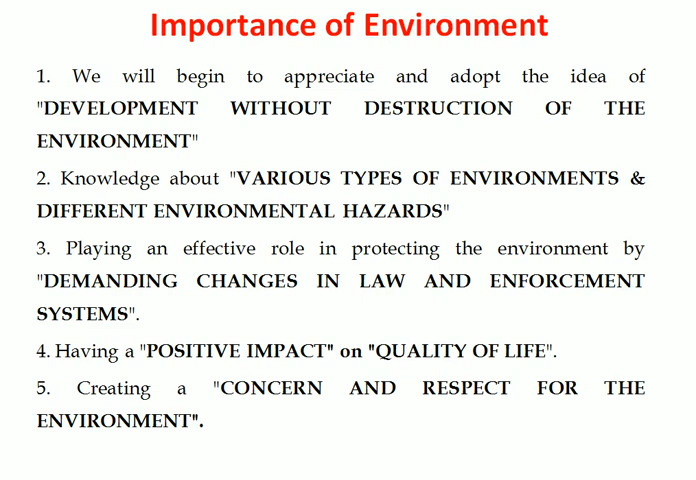 Importance of Environment
1. We will begin to appreciate and adopt the idea of
"DEVELOPMENT WITHOUT DESTRUCTION OF THE
ENVIRONMENT"
2. Knowledge about "VARIOUS TYPES OF ENVIRONMENTS &
DIFFERENT ENVIRONMENTAL HAZARDS"
3. Playing an effective role in protecting the environment by
"DEMANDING CHANGES IN LAW AND ENFORCEMENT
SYSTEMS".
4. Having a "POSITIVE IMPACT" on "QUALITY OF LIFE".
5. Creating a "CONCERN AND RESPECT FOR THE
ENVIRONMENT".